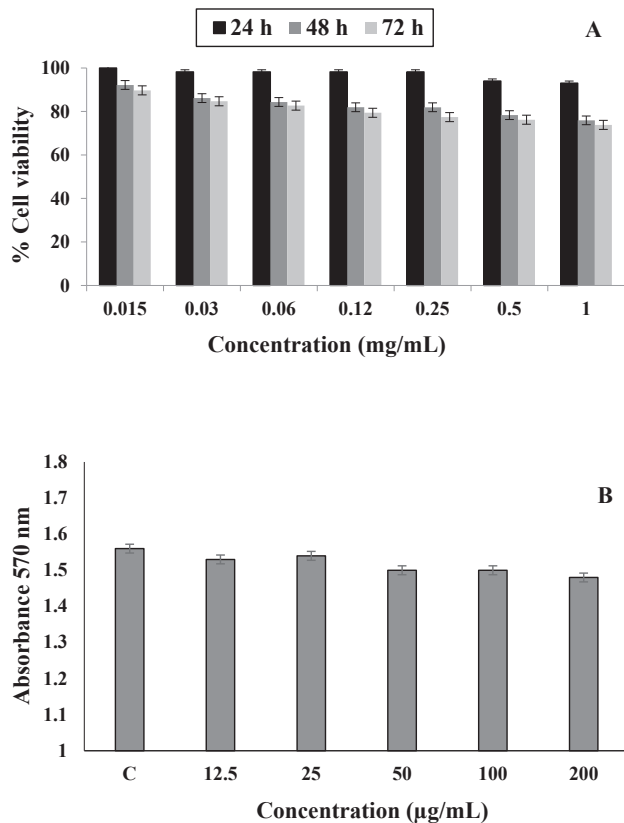 24 h 48 h 72 h
A
100
80
60
40
20
0
% Cell viability
0.015 0.03 0.06 0.12 0.25 0.5 1
Concentration (mg/mL)
B
1.8
1.7
1.6
1.5
1.4
1.3
1.2
1.1
1
Absorbance 570 nm
C 12.5 25 50 100 200
Concentration (µg/mL)